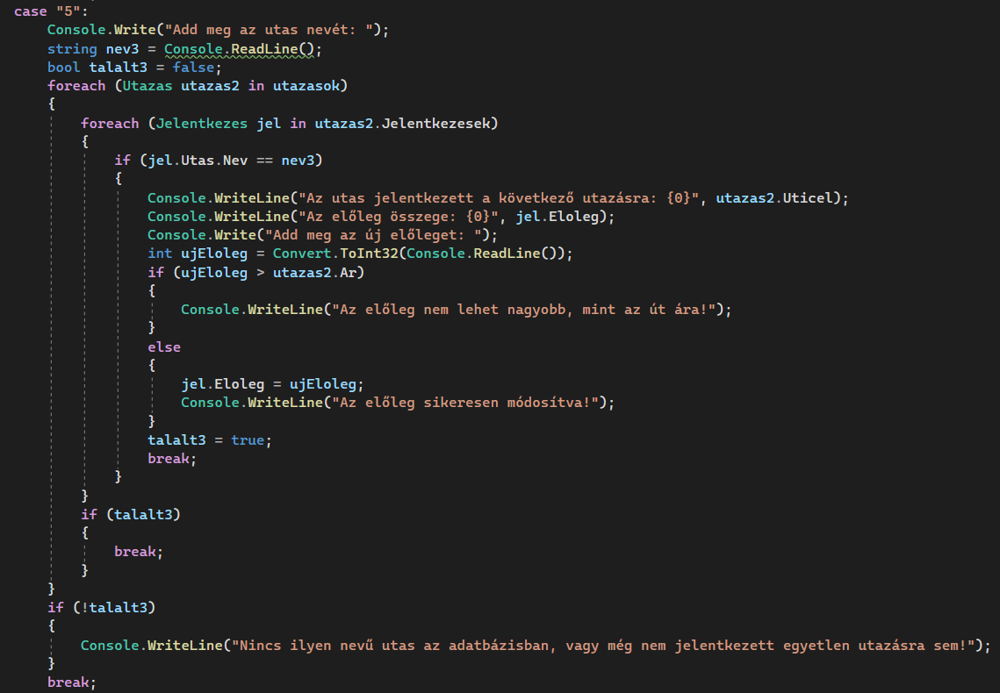 case "5":
    Console.Write("Add meg az utas nevét: ");
    string nev3 = Console.ReadLine();
    bool talalt3 = false;
    foreach (Utazas utazas2 in utazasok)
    {
        foreach (Jelentkezes jel in utazas2.Jelentkezesek)
        {
            if (jel.Utas.Nev == nev3)
            {
                Console.WriteLine("Az utas jelentkezett a következő utazásra: {0}", utazas2.Uticel);
                Console.WriteLine("Az előleg összege: {0}", jel.Eloleg);
                Console.Write("Add meg az új előleget: ");
                int ujEloleg = Convert.ToInt32(Console.ReadLine());
                if (ujEloleg > utazas2.Ar)
                {
                    Console.WriteLine("Az előleg nem lehet nagyobb, mint az út ára!");
                }
                else
                {
                    jel.Eloleg = ujEloleg;
                    Console.WriteLine("Az előleg sikeresen módosítva!");
                }
                talalt3 = true;
                break;
            }
        }
        if (talalt3)
        {
            break;
        }
    }
    if (!talalt3)
    {
        Console.WriteLine("Nincs ilyen nevű utas az adatbázisban, vagy még nem jelentkezett egyetlen utazásra sem!");
    }
    break;